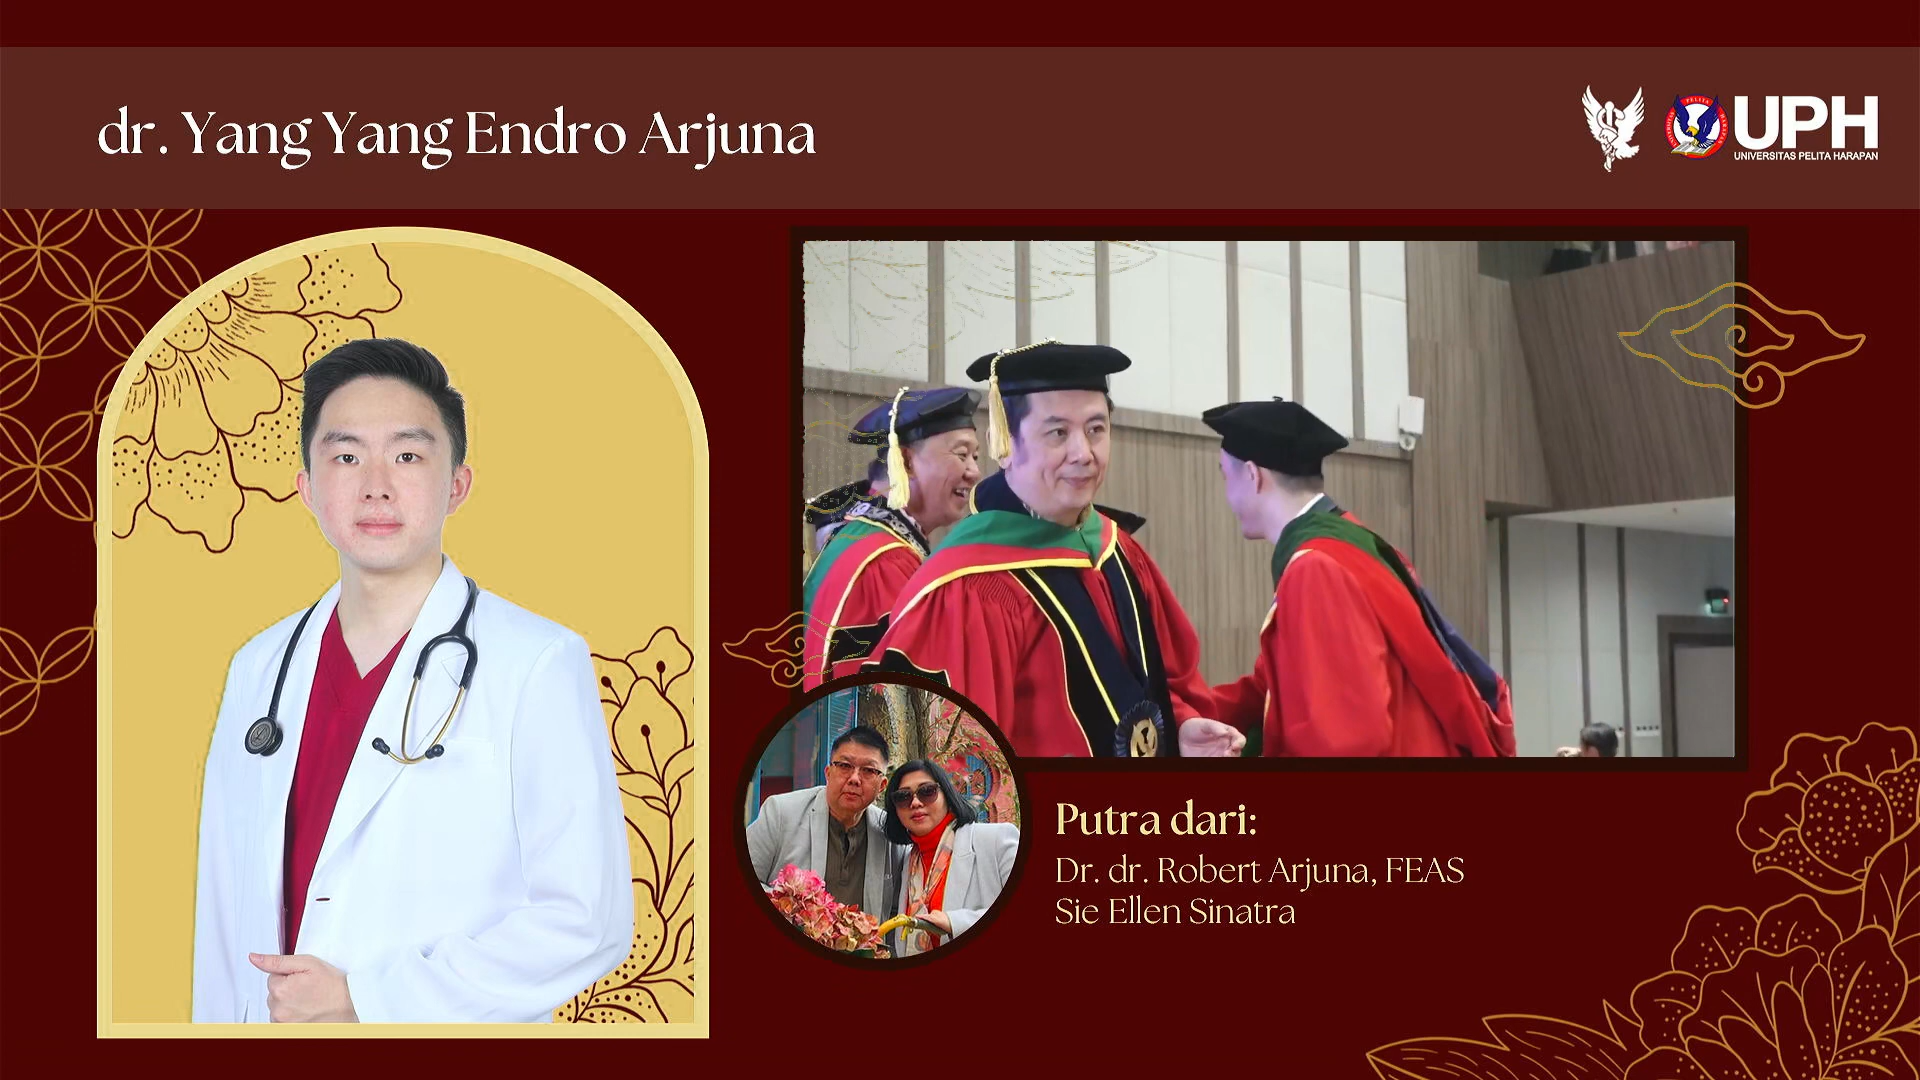 dr. Yang Yang Endro Arjuna
UPH
UNIVERSITAS PELITA HARAPAN
Putra dari:
Dr. dr. Robert Arjuna, FEAS
Sie Ellen Sinatra